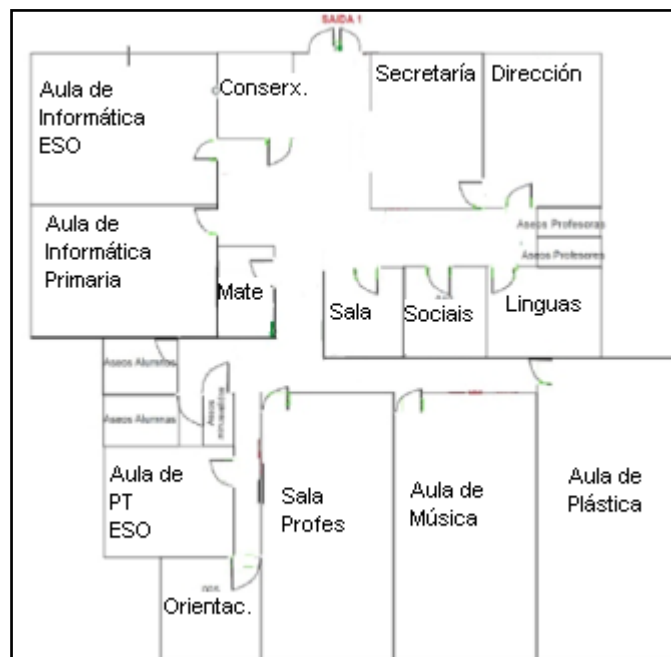 SAIDA 1
Aula de
Informática
ESO
Conserx.
Secretaría
Dirección
Aula de
Informática
Primaria
Aseos Profesoras
Aseos Profesores
Mate
Sala
Sociais
Linguas
Aseos Alumnos
Aseos Alumnas
Aseos
Aula de
PT
ESO
Sala
Profes
Aula de
Música
Aula de
Plástica
Orientac.